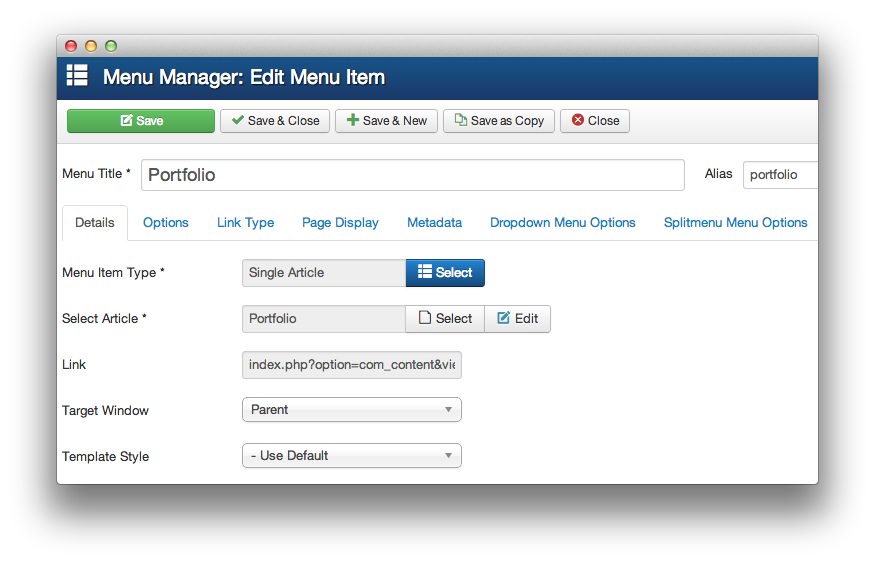 Menu Manager: Edit Menu Item
Save Save & Close Save & New Save as Copy Close
Menu Title * Portfolio Alias portfolio
Details Options Link Type Page Display Metadata Dropdown Menu Options Splitmenu Menu Options
Menu Item Type * Single Article Select
Select Article * Portfolio Select Edit
Link index.php?option=com_content&vie
Target Window Parent
Template Style - Use Default